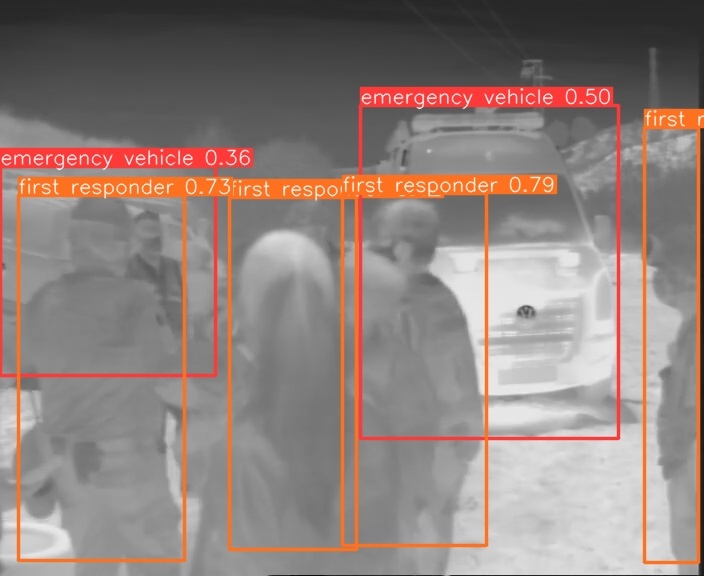 emergency vehicle 0.50
first r
emergency vehicle 0.36
first responder 0.73
first respo
first responder 0.79